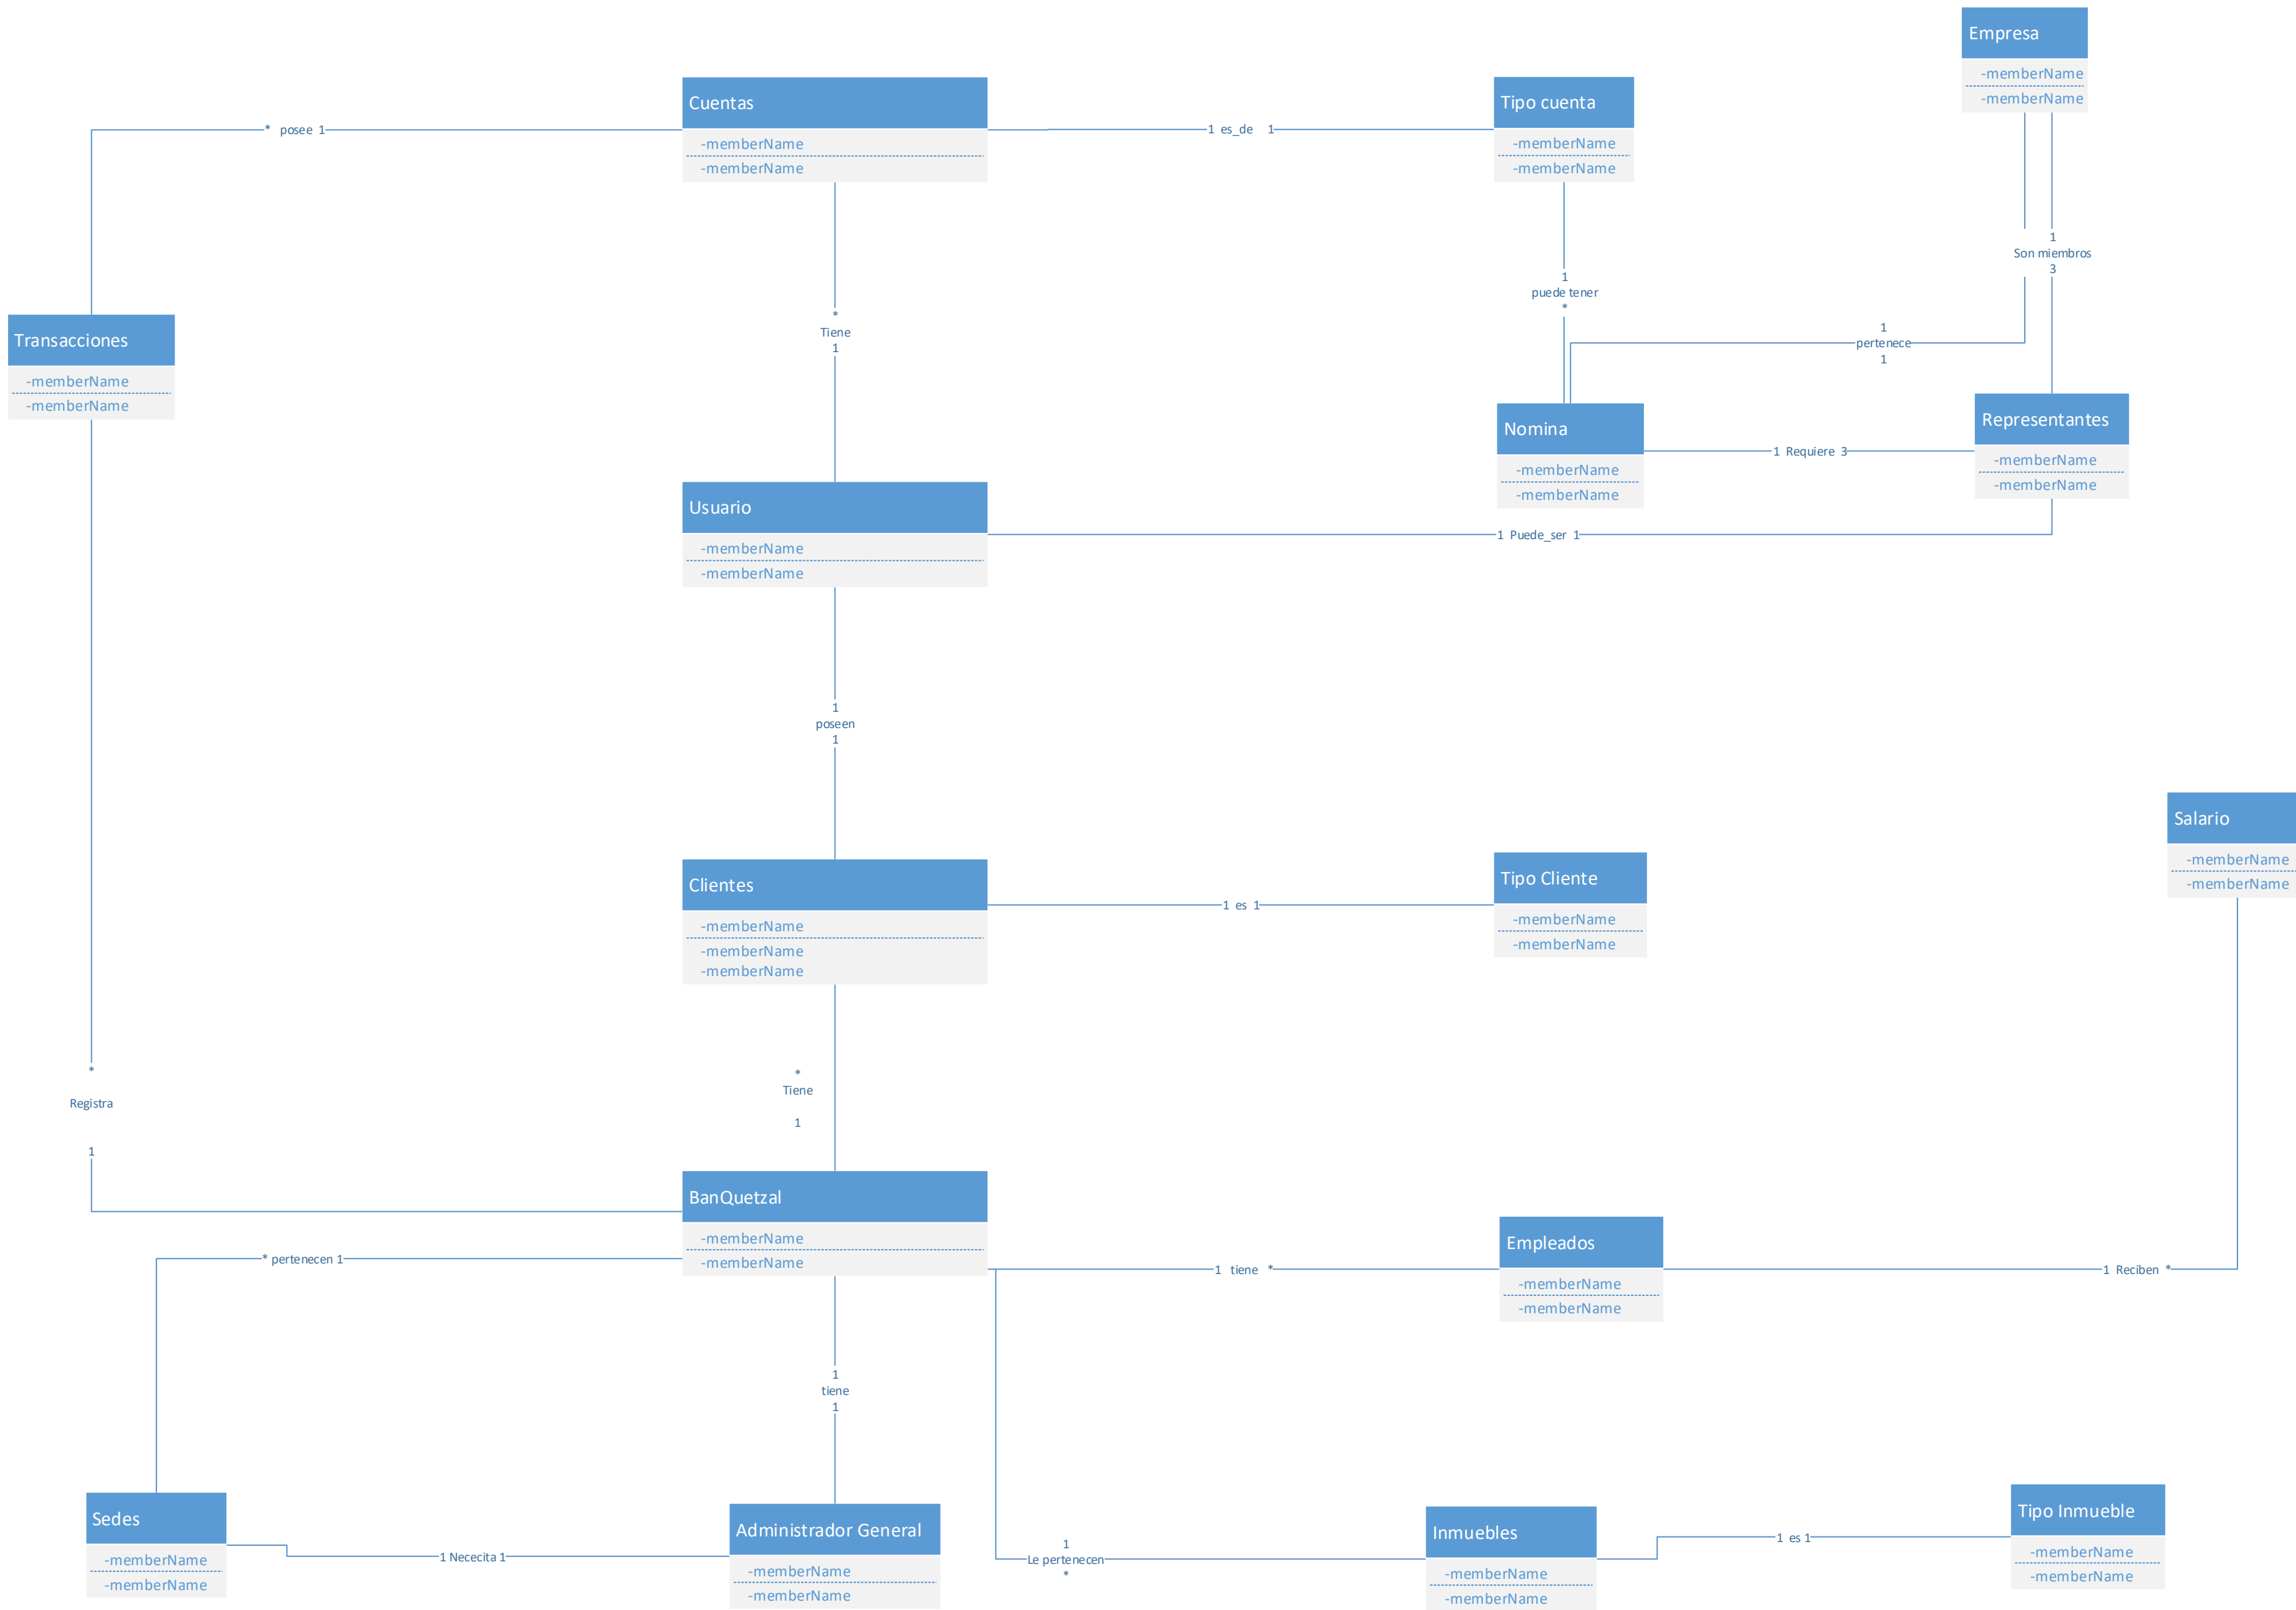 Empresa
-memberName
-memberName
Cuentas
-memberName
-memberName
* posee 1
1 es_de 1
Tipo cuenta
-memberName
-memberName
1
Son miembros
3
1
puede tener
*
*
Tiene
1
1
pertenece
1
Transacciones
-memberName
-memberName
Nomina
-memberName
-memberName
1 Requiere 3
Representantes
-memberName
-memberName
Usuario
-memberName
-memberName
1 Puede_ser 1
1
poseen
1
Salario
-memberName
-memberName
Clientes
-memberName
-memberName
-memberName
1 es 1
Tipo Cliente
-memberName
-memberName
*
Registra
1
*
Tiene
1
BanQuetzal
-memberName
-memberName
* pertenecen 1
1 tiene *
Empleados
-memberName
-memberName
1 Reciben *
1
tiene
1
Sedes
-memberName
-memberName
1 Nececita 1
Administrador General
-memberName
-memberName
1
Le pertenecen
*
Inmuebles
-memberName
-memberName
1 es 1
Tipo Inmueble
-memberName
-memberName